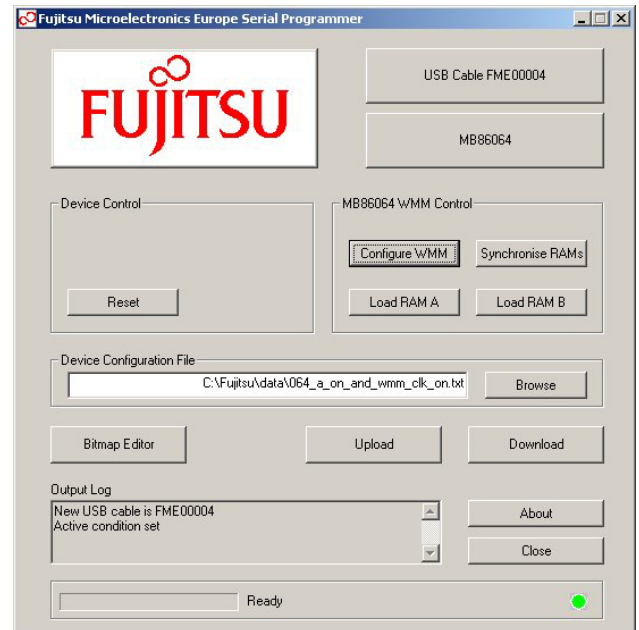 Fujitsu Microelectronics Europe Serial Programmer
FUJITSU
USB Cable FME00004
MB86064
Device Control
Reset
MB86064 WMM Control
Configure WMM
Synchronise RAMs
Load RAM A
Load RAM B
Device Configuration File
C:\Fujitsu\data\064_a_on_and_wmm_clk_on.txt
Browse
Bitmap Editor
Upload
Download
Output Log
New USB cable is FME00004
Active condition set
About
Close
Ready